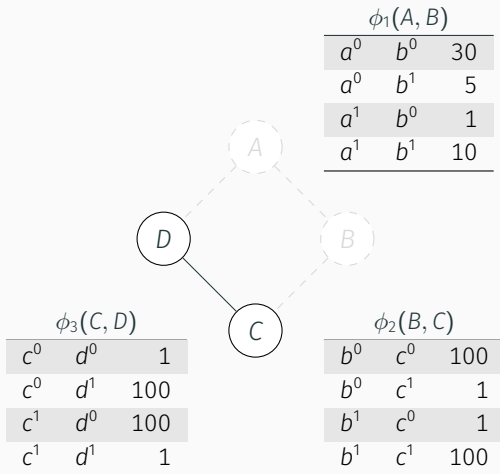 ϕ₁(A, B)
a⁰ b⁰ 30
a⁰ b¹ 5
a¹ b⁰ 1
a¹ b¹ 10
A
D
B
C
ϕ₃(C, D)
c⁰ d⁰ 1
c⁰ d¹ 100
c¹ d⁰ 100
c¹ d¹ 1
ϕ₂(B, C)
b⁰ c⁰ 100
b⁰ c¹ 1
b¹ c⁰ 1
b¹ c¹ 100